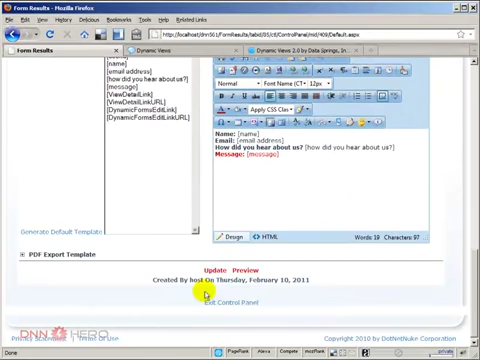 Form Results - Mozilla Firefox
File Edit View History Bookmarks Tools Related Links
http://localhost/dnn561/FormResults/tabid/85/ctl/ControlPanel/mid/409/Default.aspx
Form Results Dynamic Views Dynamic Views 2.0 by Data Springs, In...
[name]
[email address]
[how did you hear about us?]
[message]
[ViewDetailLink]
[ViewDetailLinkURL]
[DynamicFormsEditLink]
[DynamicFormsEditLinkURL]
Generate Default Template
Normal Font Name (CT 12px
Apply CSS Clas
Name: [name]
Email: [email address]
How did you hear about us? [how did you hear about us?]
Message: [message]
Design HTML Words: 19 Characters: 97
PDF Export Template
Update Preview
Created By host On Thursday, February 10, 2011
Exit Control Panel
DNN HERO
Privacy Statement Terms Of Use Copyright 2010 by DotNetNuke Corporation
Done PageRank Alexa Compete mozRank private